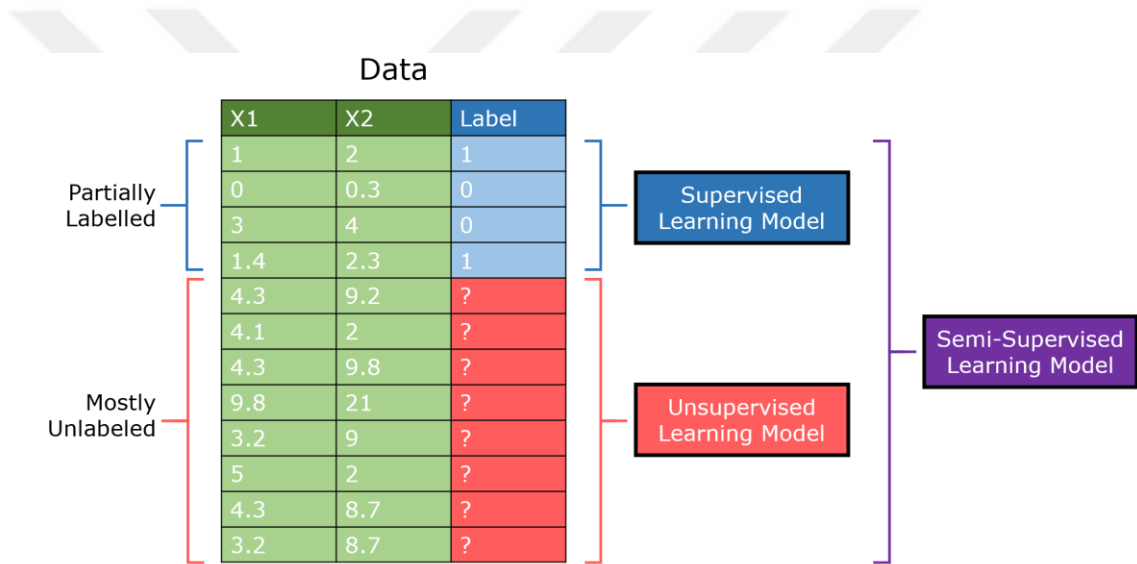 Data
X1 X2 Label
1 2 1
0 0.3 0
3 4 0
1.4 2.3 1
4.3 9.2 ?
4.1 2 ?
4.3 9.8 ?
9.8 21 ?
3.2 9 ?
5 2 ?
4.3 8.7 ?
3.2 8.7 ?
Partially
Labelled
Mostly
Unlabeled
Supervised
Learning Model
Unsupervised
Learning Model
Semi-Supervised
Learning Model